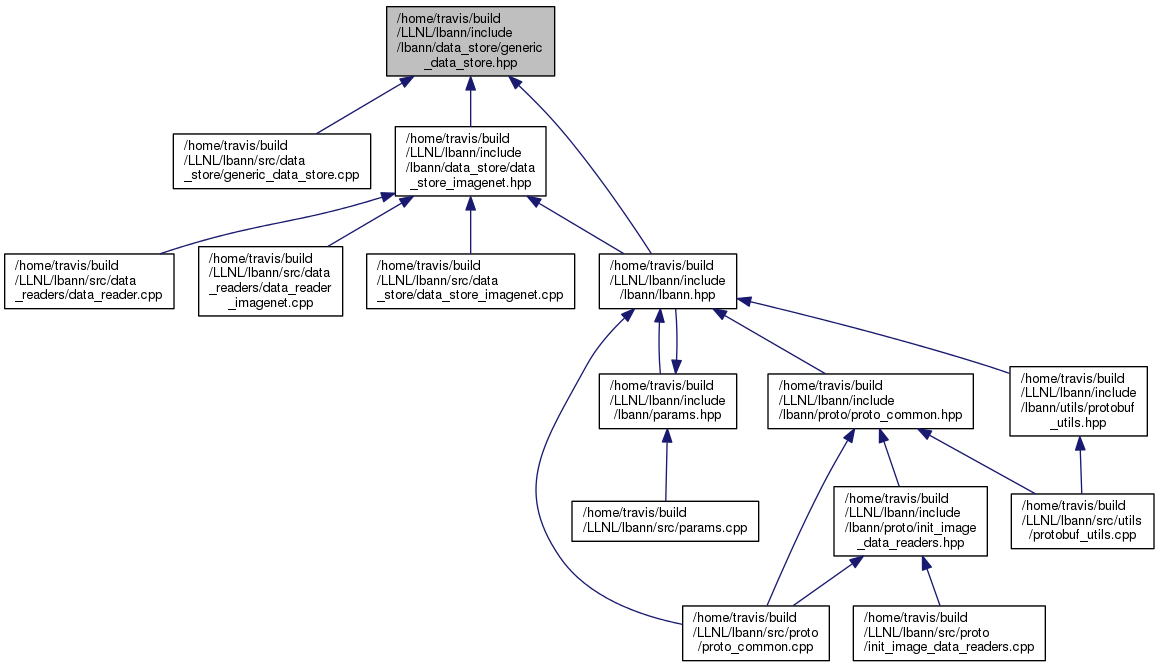 /home/travis/build
/LLNL/lbann/include
/lbann/data_store/generic
_data_store.hpp
/home/travis/build
/LLNL/lbann/src/data
_store/generic_data_store.cpp
/home/travis/build
/LLNL/lbann/include
/lbann/data_store/data
_store_imagenet.hpp
/home/travis/build
/LLNL/lbann/src/data
_readers/data_reader.cpp
/home/travis/build
/LLNL/lbann/src/data
_readers/data_reader
_imagenet.cpp
/home/travis/build
/LLNL/lbann/src/data
_store/data_store_imagenet.cpp
/home/travis/build
/LLNL/lbann/include
/lbann/lbann.hpp
/home/travis/build
/LLNL/lbann/include
/lbann/params.hpp
/home/travis/build
/LLNL/lbann/include
/lbann/proto/proto_common.hpp
/home/travis/build
/LLNL/lbann/include
/lbann/utils/protobuf
_utils.hpp
/home/travis/build
/LLNL/lbann/src/params.cpp
/home/travis/build
/LLNL/lbann/include
/lbann/proto/init_image
_data_readers.hpp
/home/travis/build
/LLNL/lbann/src/utils
/protobuf_utils.cpp
/home/travis/build
/LLNL/lbann/src/proto
/proto_common.cpp
/home/travis/build
/LLNL/lbann/src/proto
/init_image_data_readers.cpp